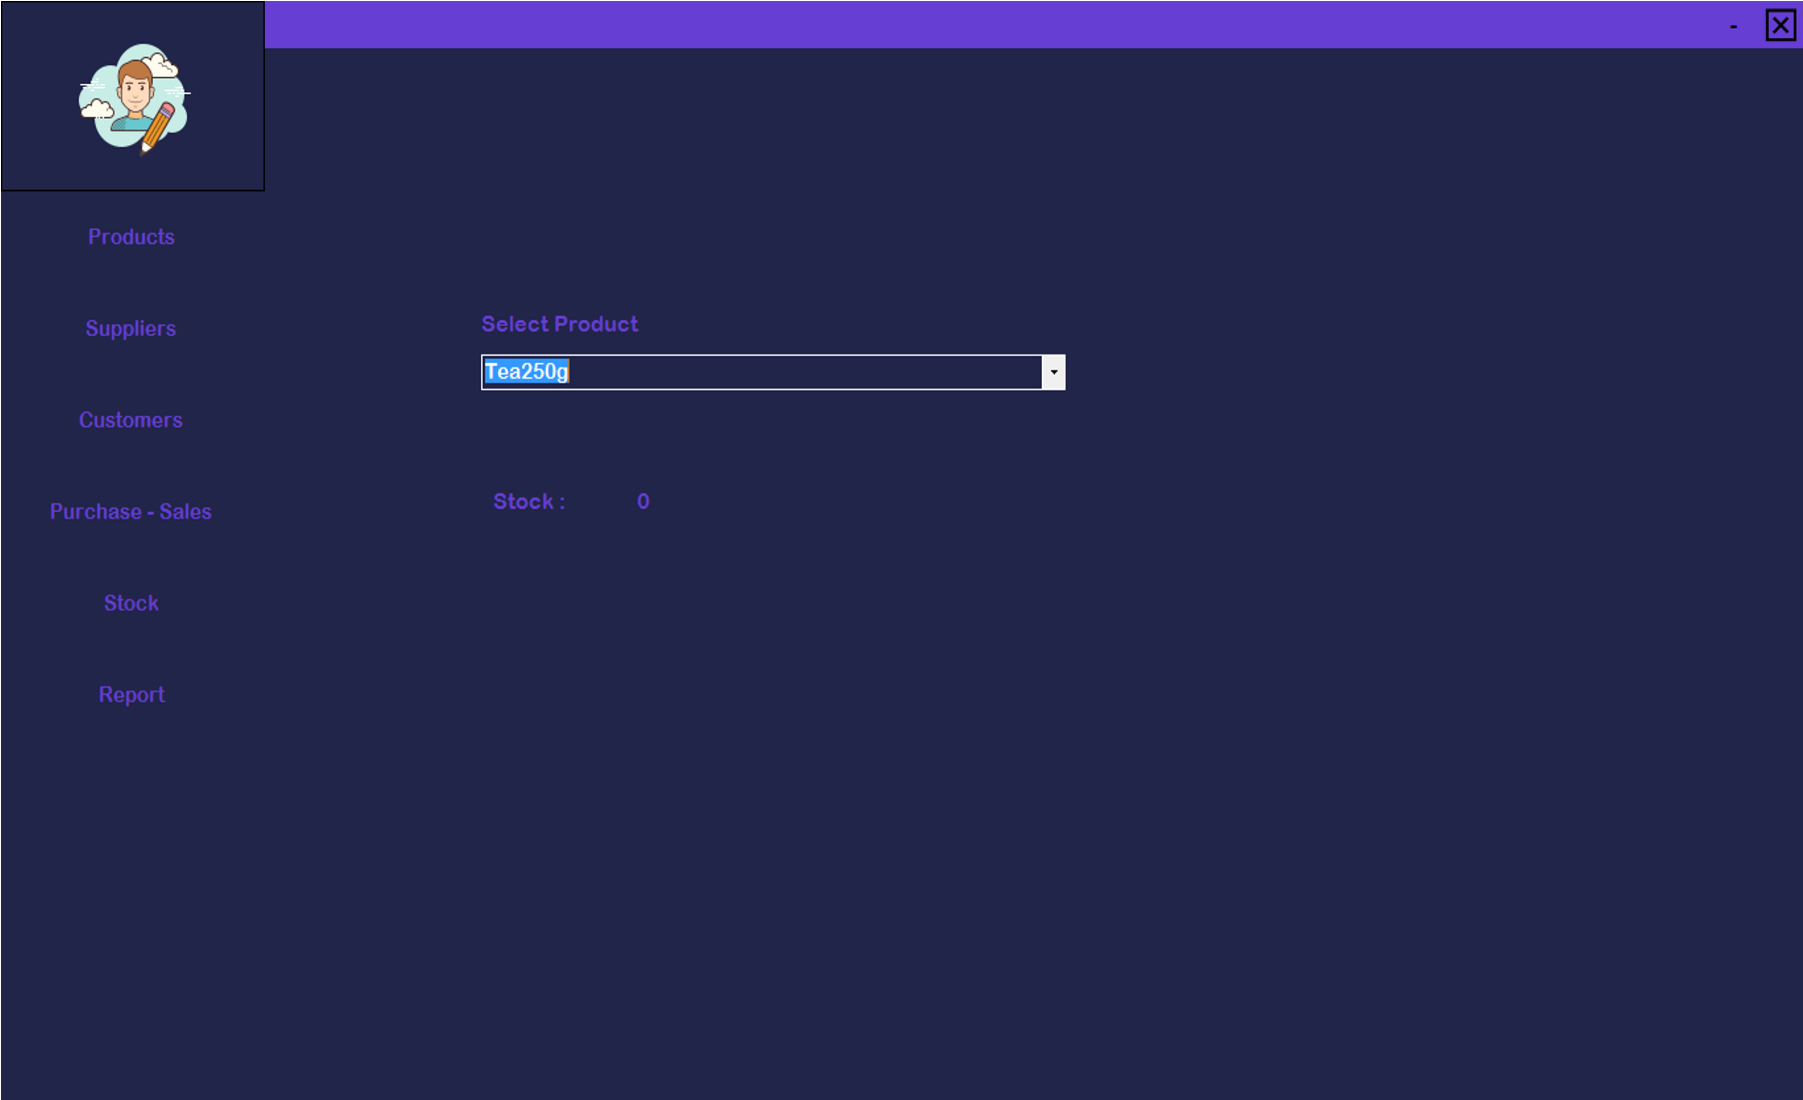 -
Products
Suppliers
Select Product
Tea250g
Customers
Stock : 0
Purchase - Sales
Stock
Report